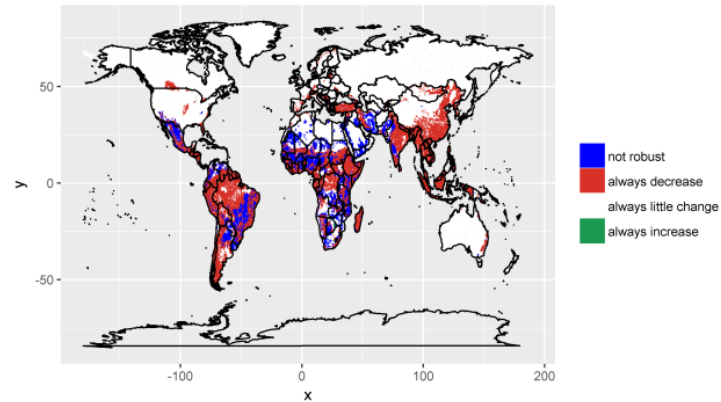 50
0
-50
y
-100
0
100
200
x
not robust
always decrease
always little change
always increase